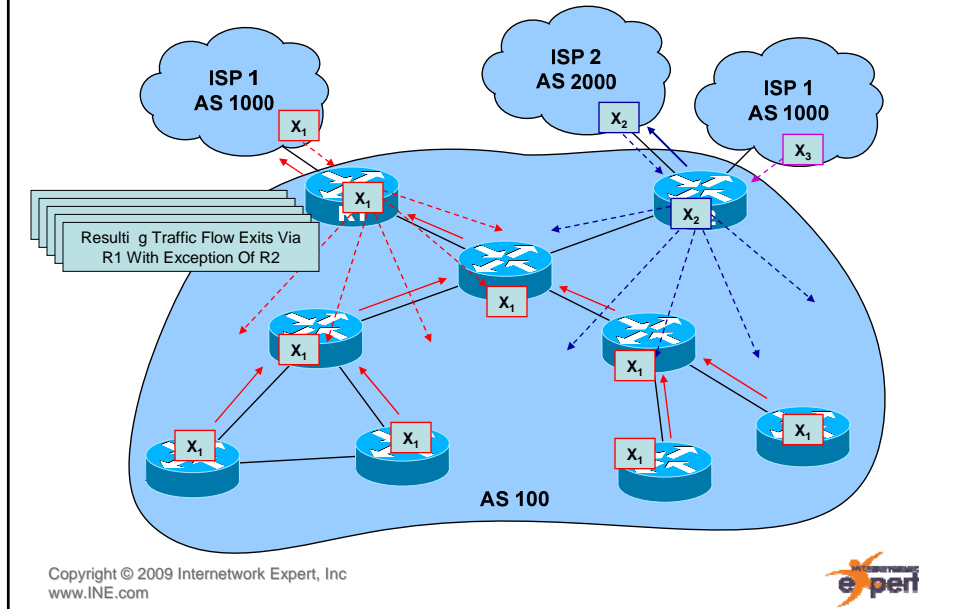 ISP 1
AS 1000
ISP 2
AS 2000
ISP 1
AS 1000
X1
X2
X3
X1
X2
Resulti g Traffic Flow Exits Via
R1 With Exception Of R2
X1
X1
X1
X1
X1
X1
X1
AS 100
Copyright © 2009 Internetwork Expert, Inc
www.INE.com